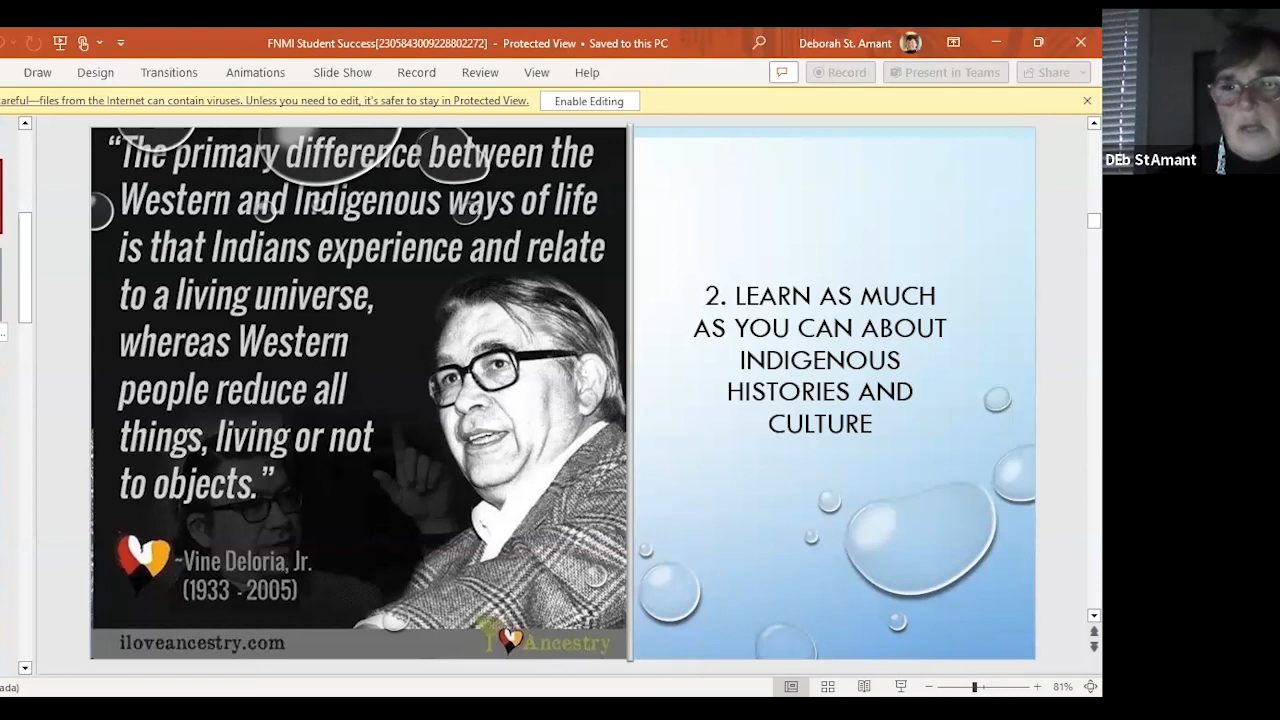 FNMI Student Success[2305843009228802272] - Protected View • Saved to this PC
Deborah St. Amant
Draw Design Transitions Animations Slide Show Record Review View Help
Record Present in Teams Share
careful—files from the Internet can contain viruses. Unless you need to edit, it's safer to stay in Protected View. Enable Editing
“The primary difference between the
Western and Indigenous ways of life
is that Indians experience and relate
to a living universe,
whereas Western
people reduce all
things, living or not
to objects.”
~Vine Deloria, Jr.
(1933 - 2005)
iloveancestry.com
I Ancestry
2. LEARN AS MUCH
AS YOU CAN ABOUT
INDIGENOUS
HISTORIES AND
CULTURE
DEb StAmant
ada)
81%